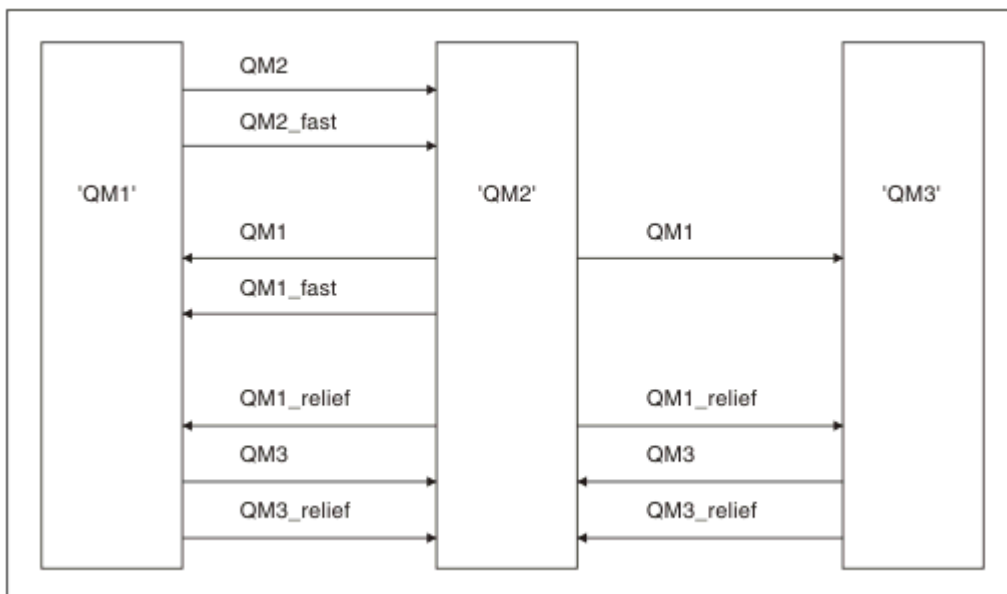 QM2
QM2_fast
'QM1' 'QM2' 'QM3'
QM1 QM1
QM1_fast
QM1_relief QM1_relief
QM3 QM3
QM3_relief QM3_relief